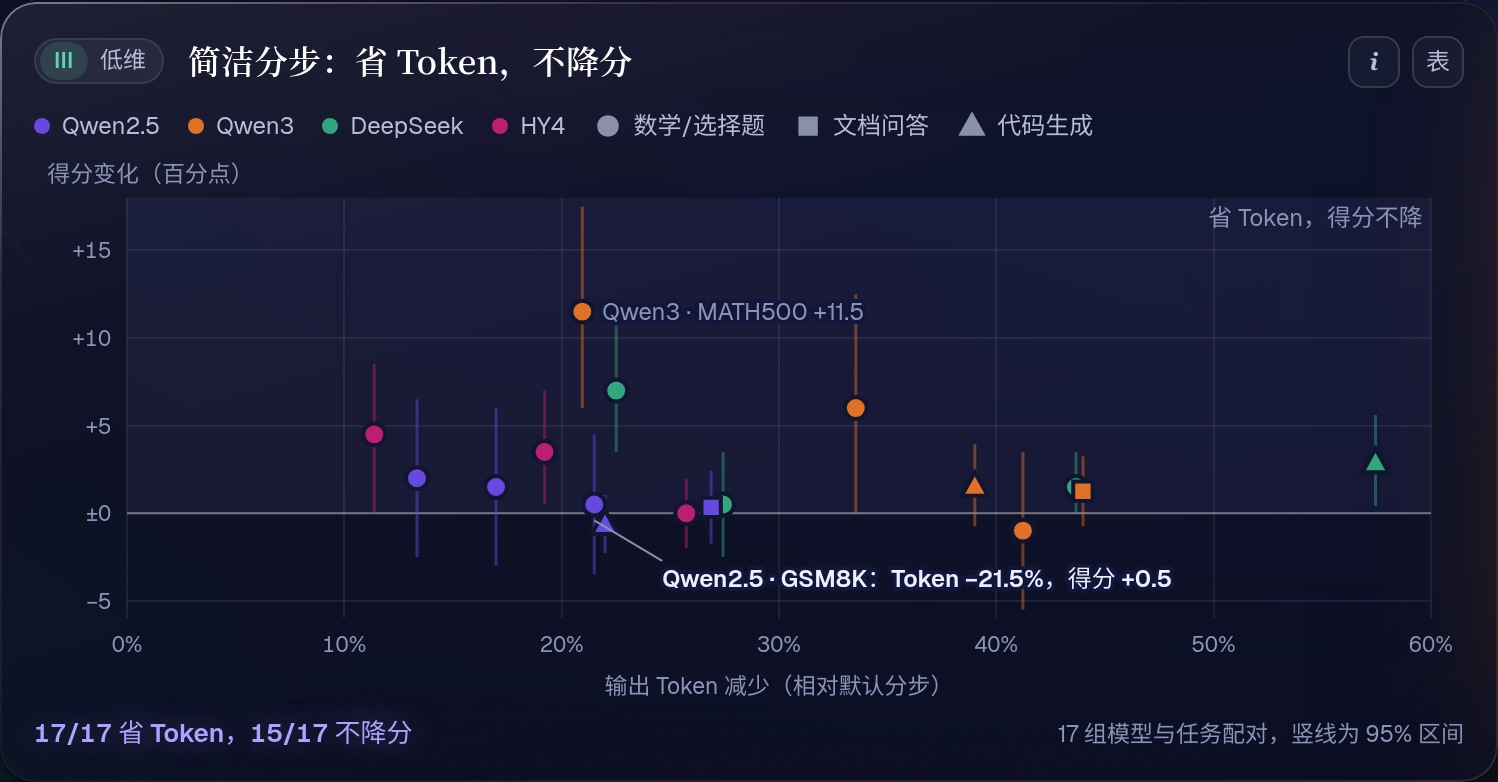 低维
简洁分步：省 Token，不降分
i
表
Qwen2.5
Qwen3
DeepSeek
HY4
数学/选择题
文档问答
代码生成
得分变化（百分点）
省 Token，得分不降
+15
+10
+5
±0
−5
Qwen3 · MATH500 +11.5
Qwen2.5 · GSM8K：Token −21.5%，得分 +0.5
0%
10%
20%
30%
40%
50%
60%
输出 Token 减少（相对默认分步）
17/17 省 Token，15/17 不降分
17 组模型与任务配对，竖线为 95% 区间